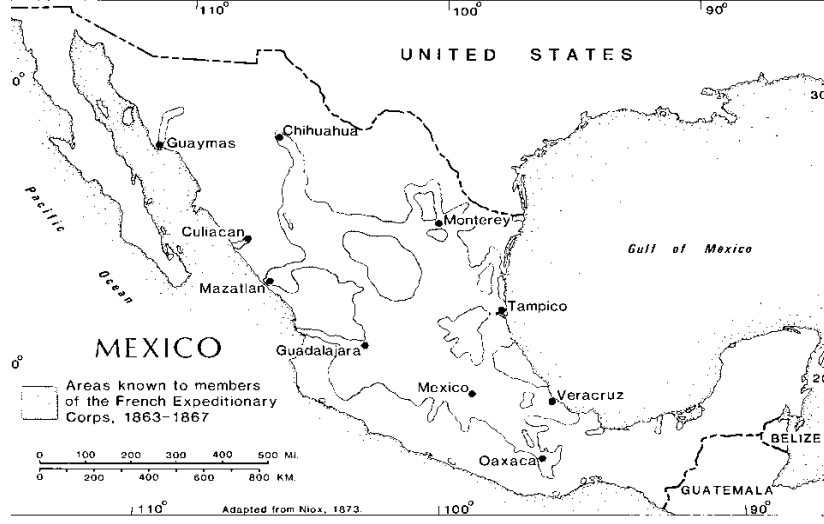 110°
100°
90°
UNITED STATES
0°
30
Chihuahua
Guaymas
Monterey
Pacific
Ocean
Culiacan
Gulf of Mexico
Mazatlan
Tampico
MEXICO
Guadalajara
0°
20
Areas known to members
of the French Expeditionary
Corps, 1863–1867
Mexico
Veracruz
BELIZE
0 100 200 300 400 500 MI.
0 200 400 600 800 KM.
Oaxaca
GUATEMALA
110°
Adapted from Niox, 1873.
100°
90°